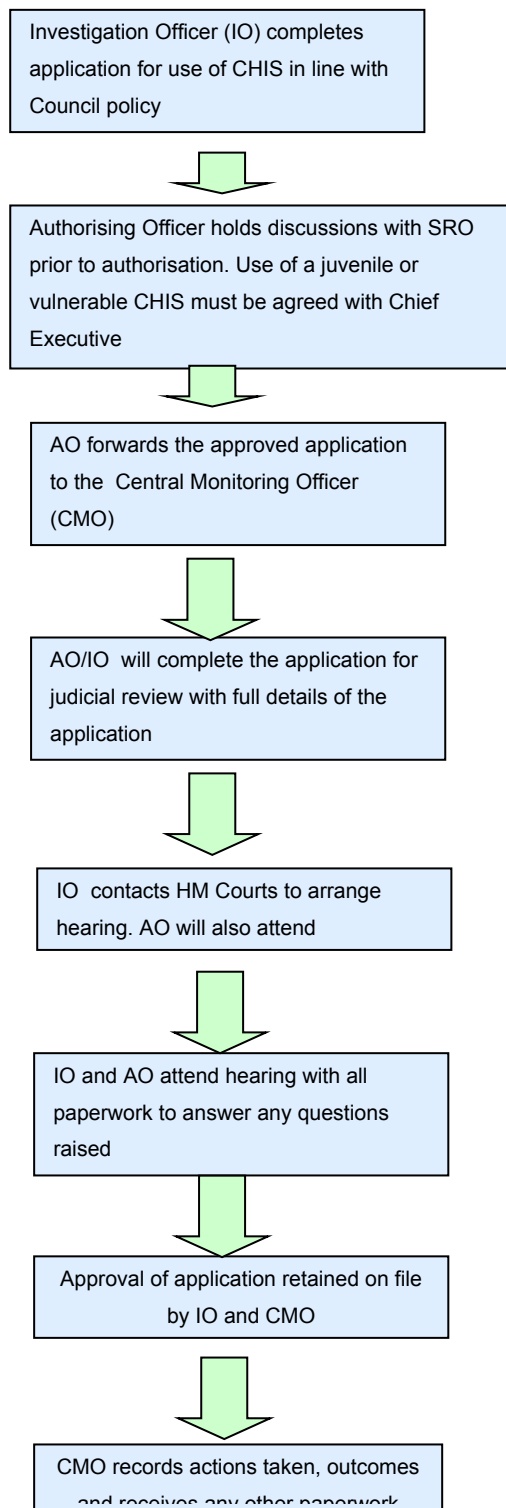 Investigation Officer (IO) completes
application for use of CHIS in line with
Council policy
Authorising Officer holds discussions with SRO
prior to authorisation. Use of a juvenile or
vulnerable CHIS must be agreed with Chief
Executive
AO forwards the approved application
to the Central Monitoring Officer
(CMO)
AO/IO will complete the application for
judicial review with full details of the
application
IO contacts HM Courts to arrange
hearing. AO will also attend
IO and AO attend hearing with all
paperwork to answer any questions
raised
Approval of application retained on file
by IO and CMO
CMO records actions taken, outcomes
and receives any other paperwork